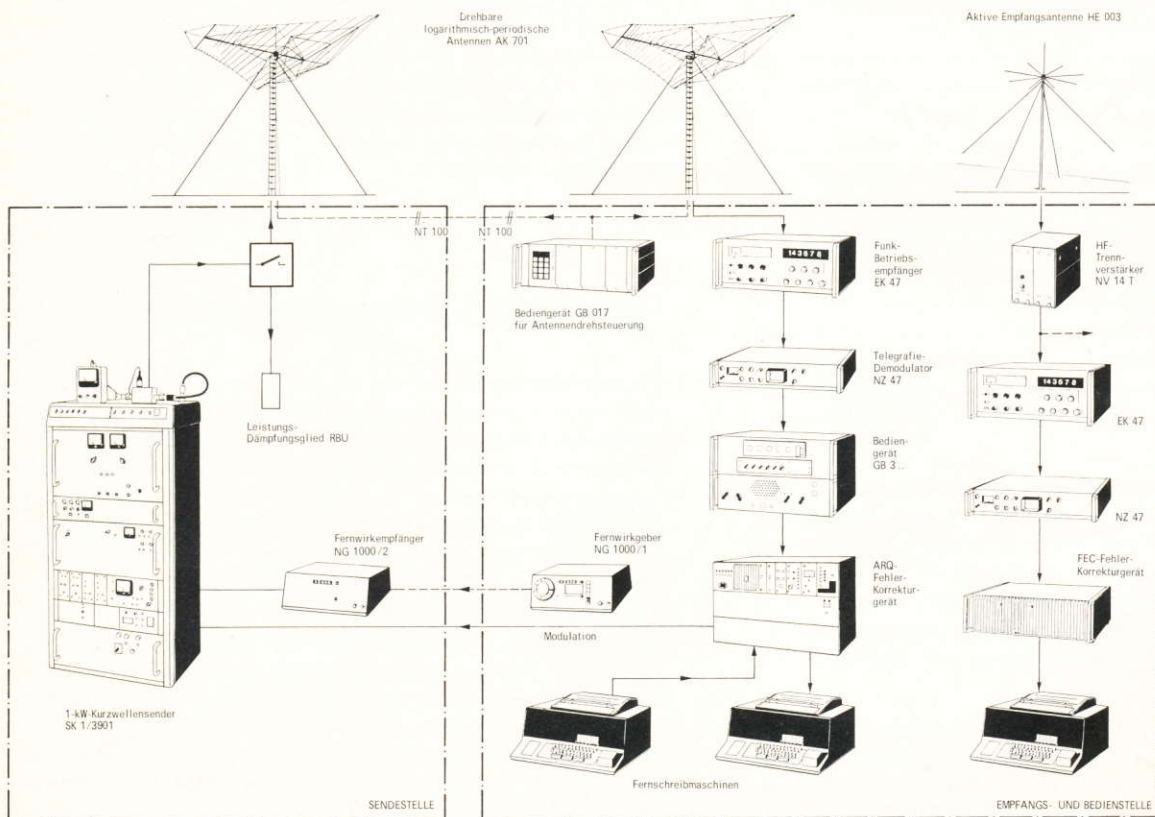 Drehbare
logarithmisch-periodische
Antennen AK 701
Aktive Empfangsantenne HE 003
NT 100
NT 100
Bediengerät GB 017
für Antennendrehsteuerung
143678
Funk-
Betriebs-
empfänger
EK 47
HF-
Trenn-
verstärker
NV 14 T
Telegrafie-
Demodulator
NZ 47
143678
EK 47
Leistungs-
Dämpfungsglied RBU
Bedien-
gerät
GB 3...
NZ 47
Fernwirkempfänger
NG 1000/2
Fernwirkgeber
NG 1000/1
ARQ-
Fehler-
Korrektur-
gerät
FEC-Fehler-
Korrekturgerät
Modulation
1-kW-Kurzwellensender
SK 1/3901
Fernschreibmaschinen
SENDESTELLE
EMPFANGS- UND BEDIENSTELLE